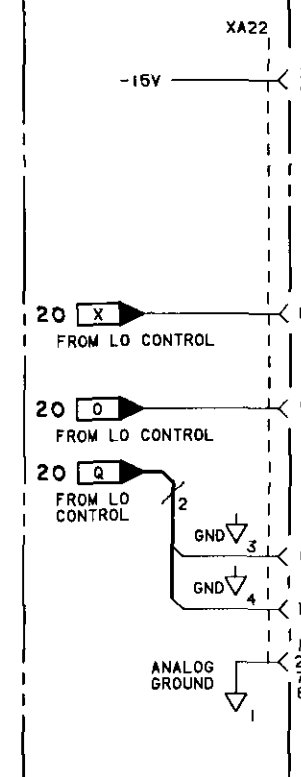 XA22
-15V
20 X
FROM LO CONTROL
20 O
FROM LO CONTROL
20 Q
FROM LO
CONTROL
2
GND
3
GND
4
ANALOG
GROUND
1